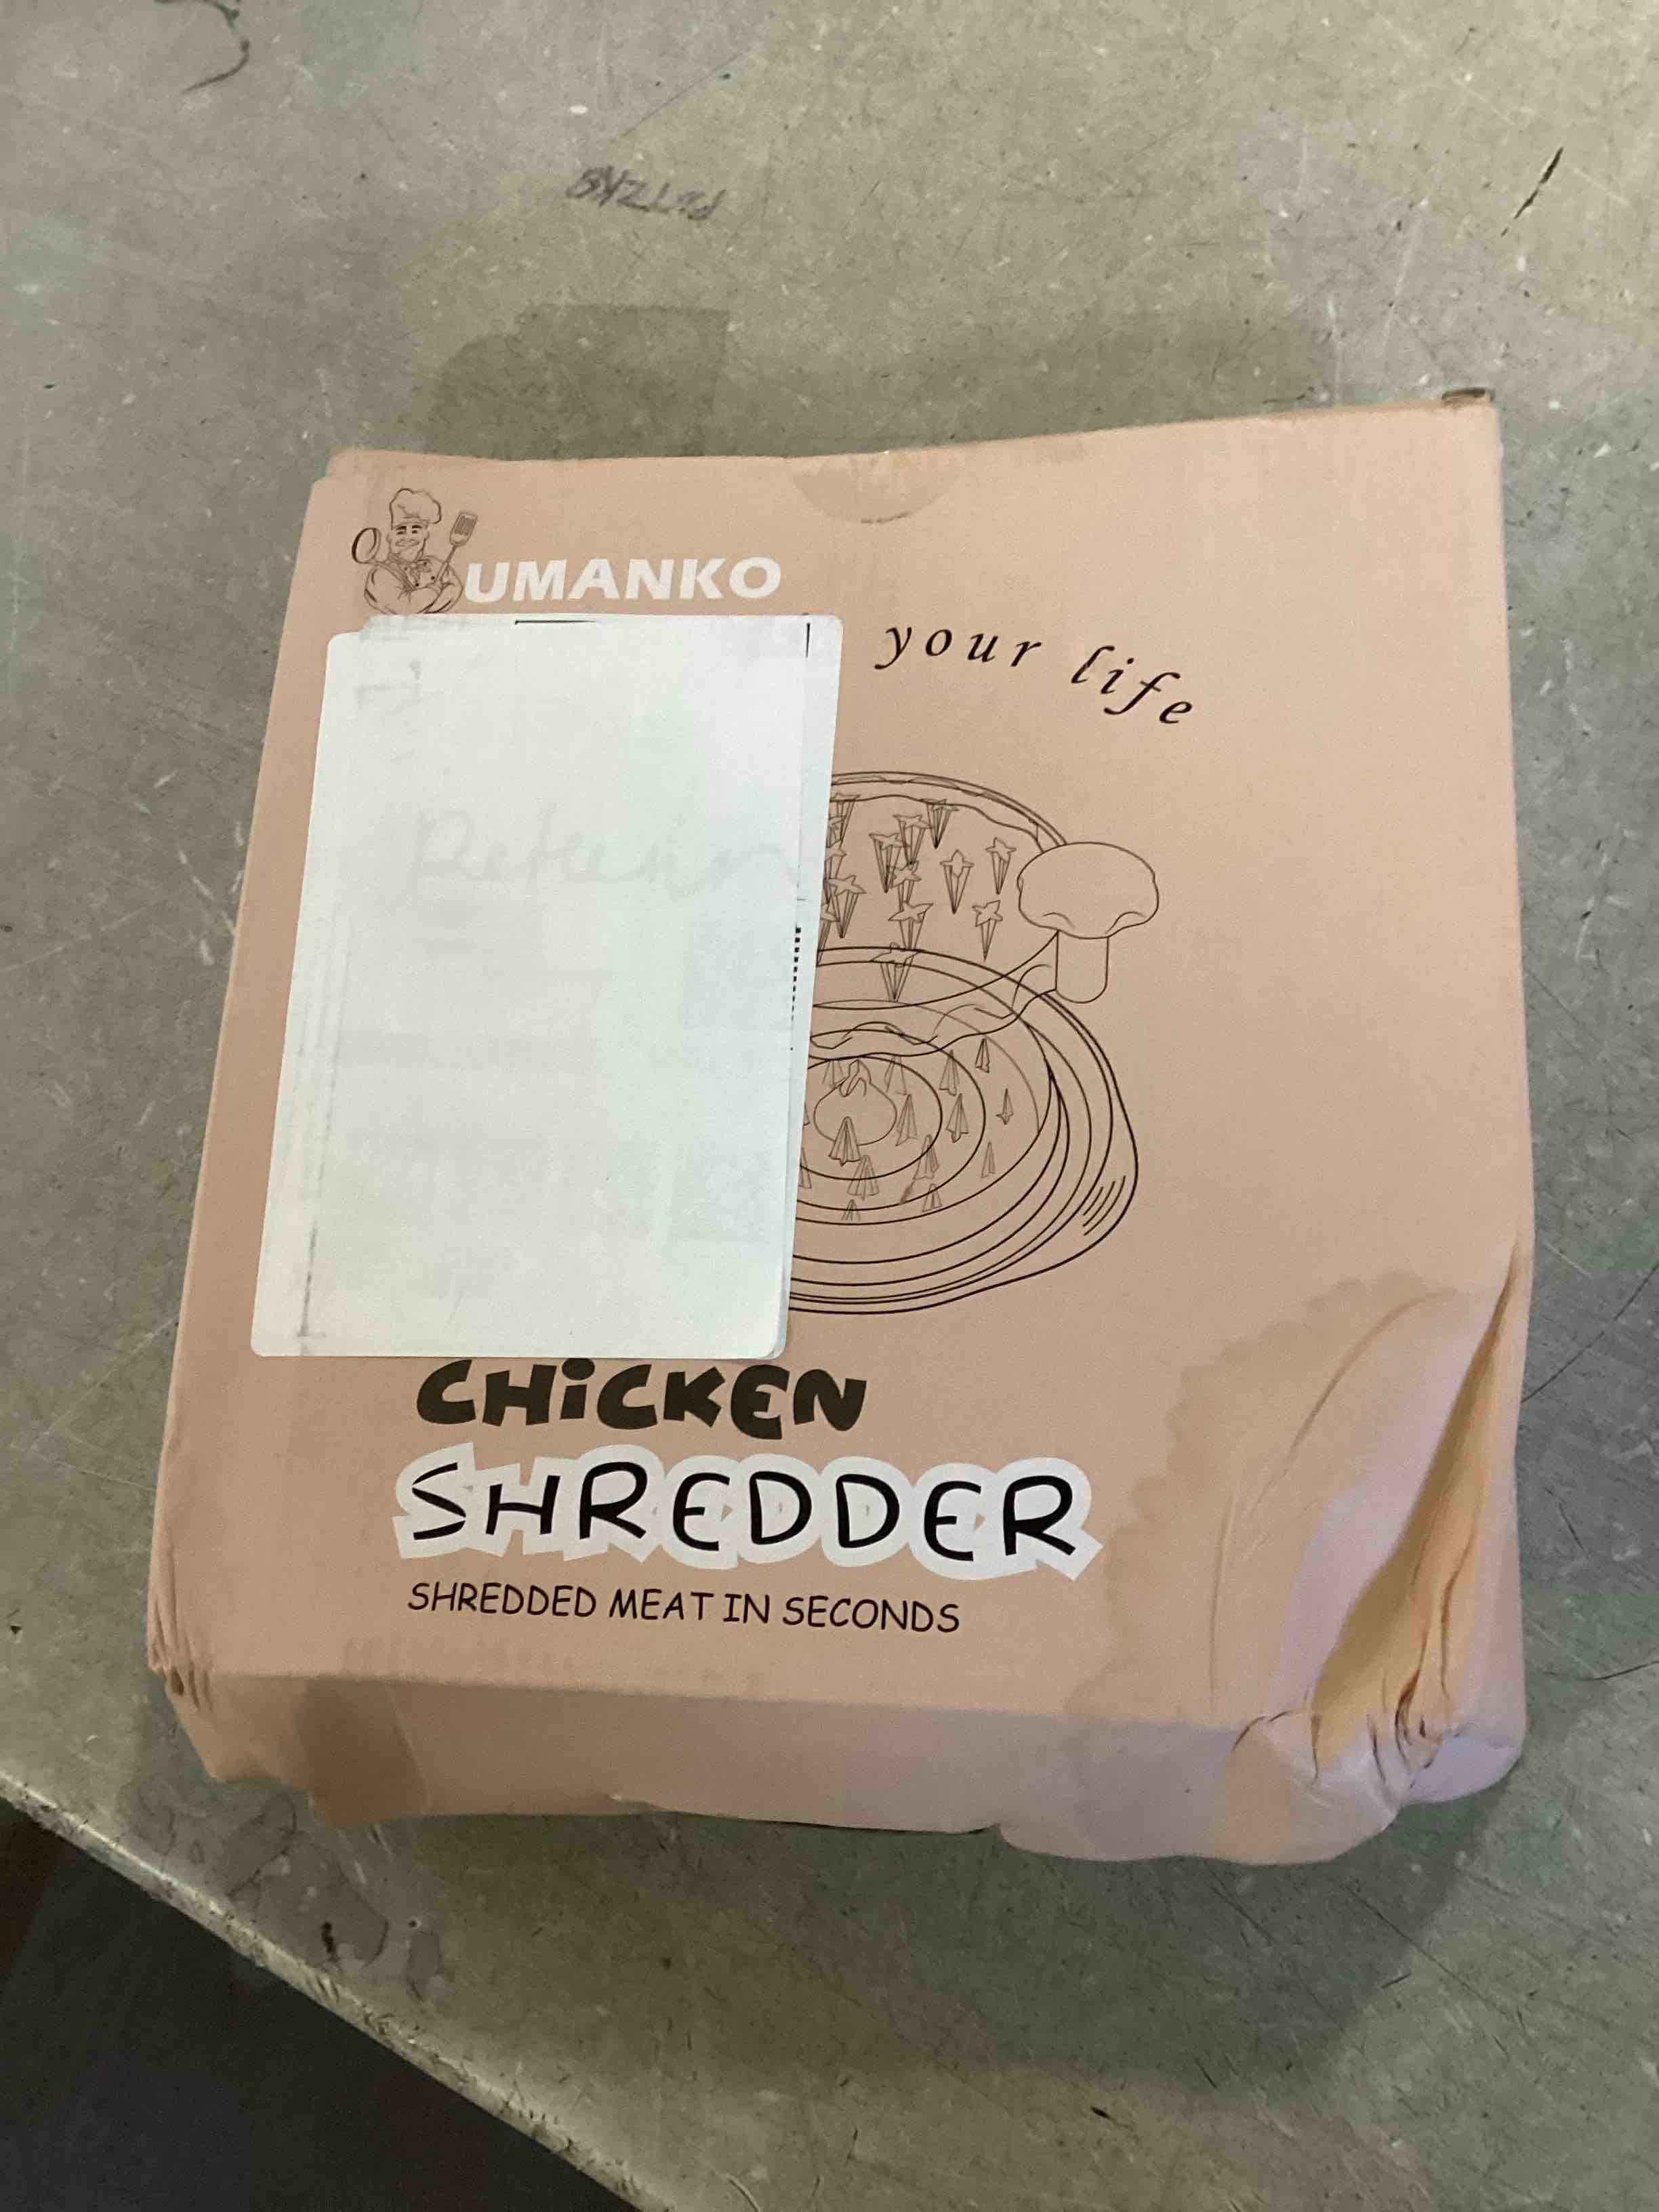 UMANKO
your life
CHICKEN
SHREDDER
SHREDDED MEAT IN SECONDS